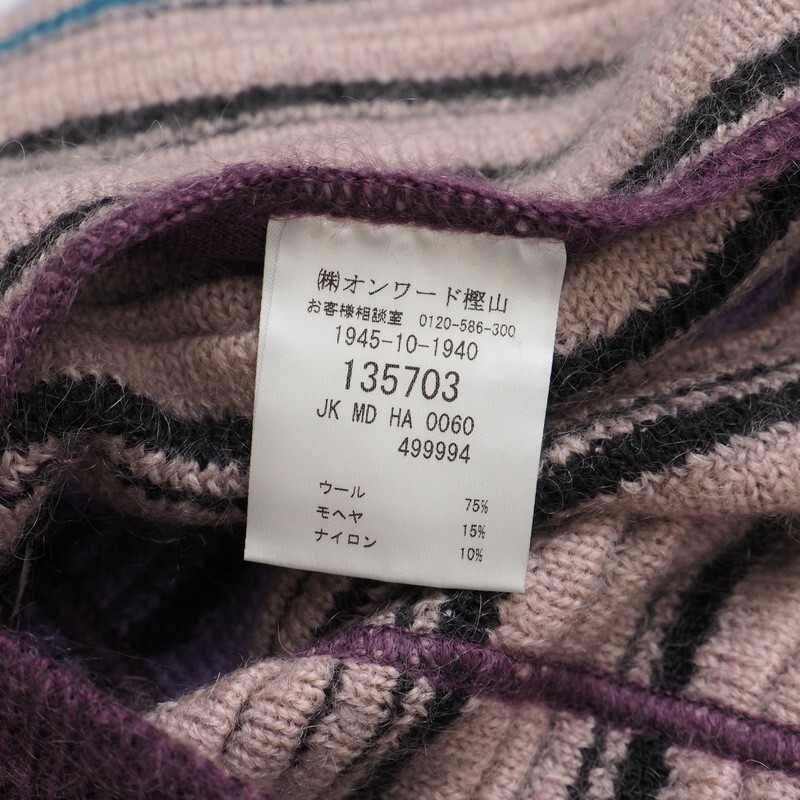 ㈱オンワード樫山
お客様相談室 0120-586-300
1945-10-1940
135703
JK MD HA 0060
499994
ウール 75%
モヘヤ 15%
ナイロン 10%